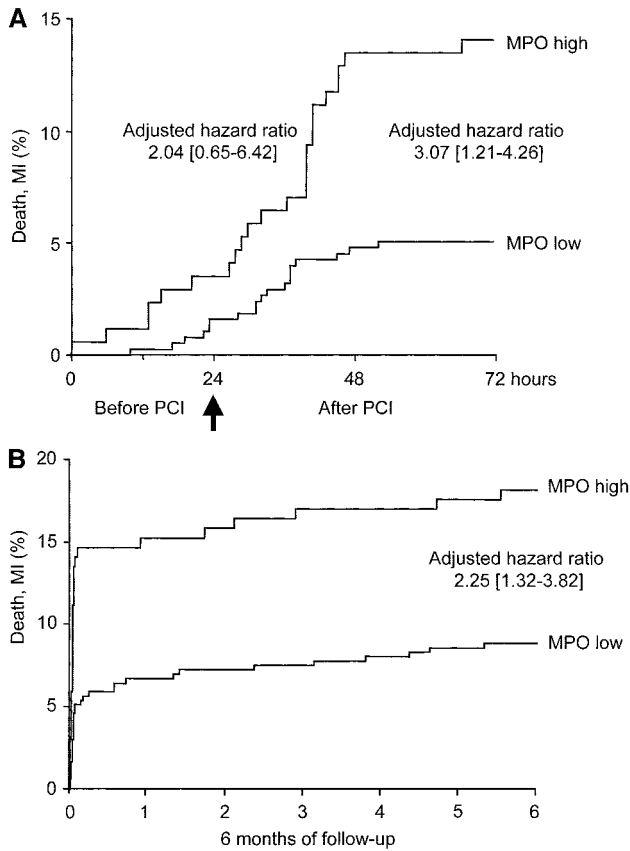 A
15
MPO high
10
Adjusted hazard ratio
2.04 [0.65-6.42]
Adjusted hazard ratio
3.07 [1.21-4.26]
Death, MI (%)
MPO low
5
0
0 24 48 72 hours
Before PCI After PCI
B
20
MPO high
15
Adjusted hazard ratio
2.25 [1.32-3.82]
Death, MI (%)
10
MPO low
5
0
0 1 2 3 4 5 6
6 months of follow-up